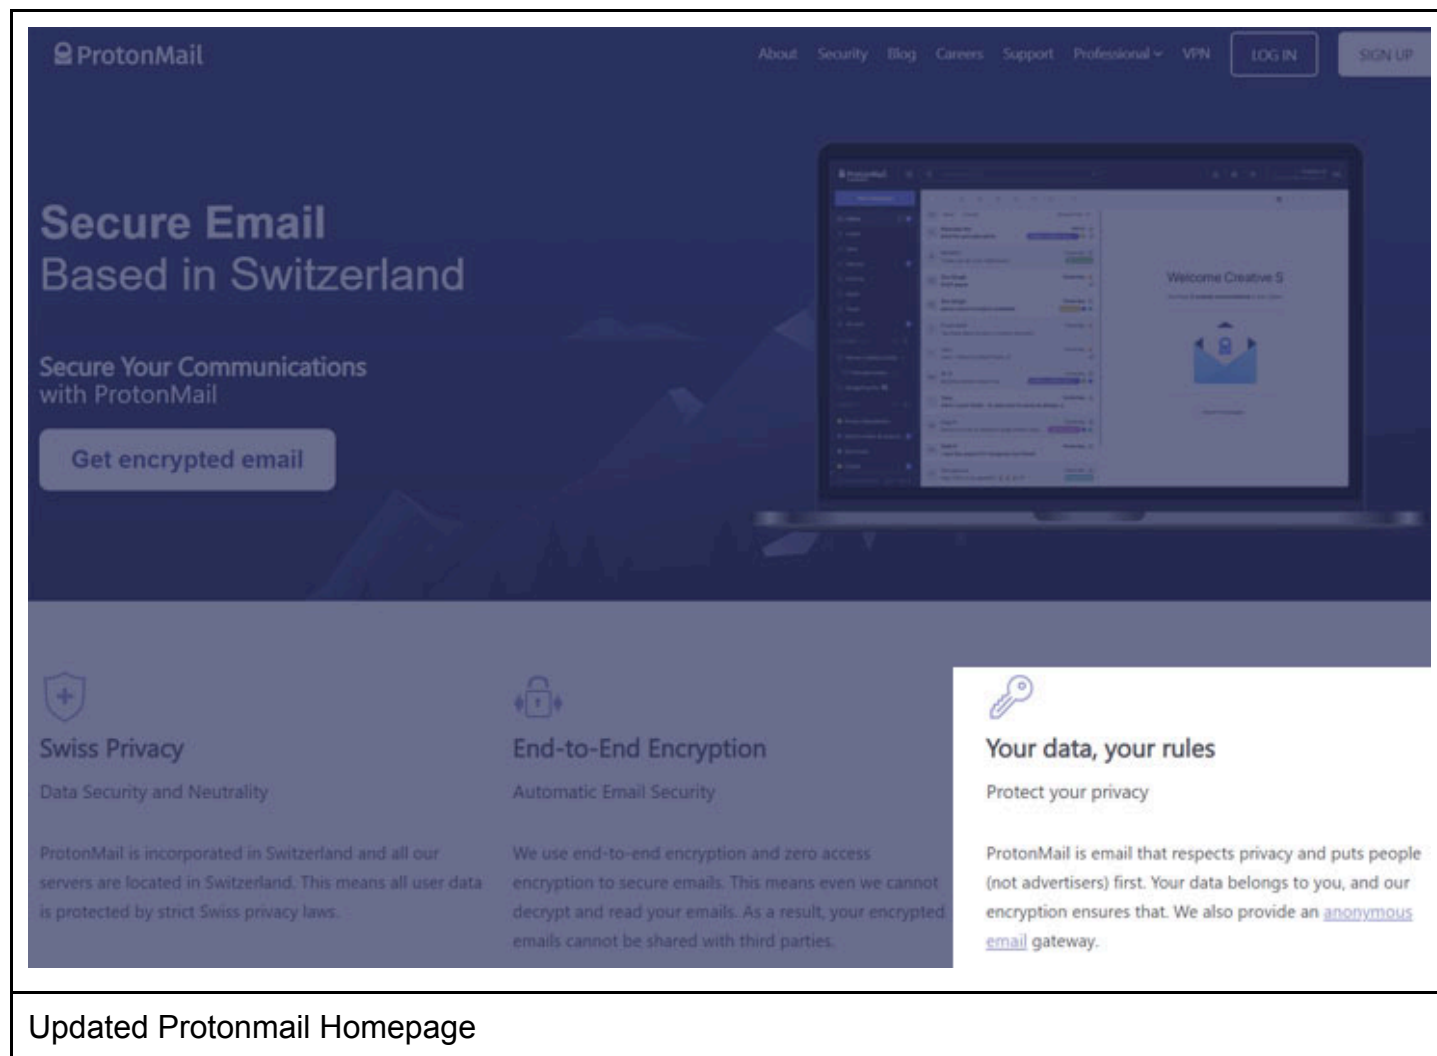 ProtonMail
About Security Blog Careers Support Professional VPN LOG IN SIGN UP
Secure Email
Based in Switzerland
Secure Your Communications
with ProtonMail
Get encrypted email
ProtonMail
Welcome Creative S
Swiss Privacy
Data Security and Neutrality
ProtonMail is incorporated in Switzerland and all our
servers are located in Switzerland. This means all user data
is protected by strict Swiss privacy laws.
End-to-End Encryption
Automatic Email Security
We use end-to-end encryption and zero access
encryption to secure emails. This means even we cannot
decrypt and read your emails. As a result, your encrypted
emails cannot be shared with third parties.
Your data, your rules
Protect your privacy
ProtonMail is email that respects privacy and puts people
(not advertisers) first. Your data belongs to you, and our
encryption ensures that. We also provide an anonymous
email gateway.
Updated Protonmail Homepage